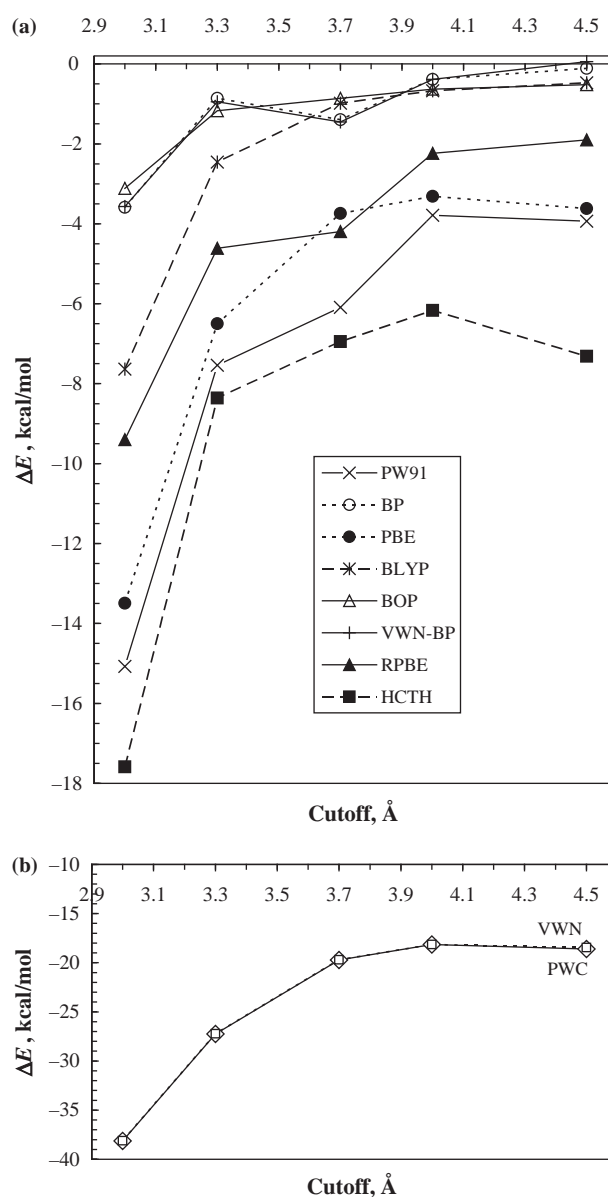 (a)
2.9 3.1 3.3 3.5 3.7 3.9 4.1 4.3 4.5
0
−2
−4
−6
−8
−10
−12
−14
−16
−18
ΔE , kcal/mol
PW91
BP
PBE
BLYP
BOP
VWN-BP
RPBE
HCTH
Cutoff, Å
(b)
−10
2.9 3.1 3.3 3.5 3.7 3.9 4.1 4.3 4.5
−15
−20
−25
−30
−35
−40
ΔE , kcal/mol
VWN
PWC
Cutoff, Å